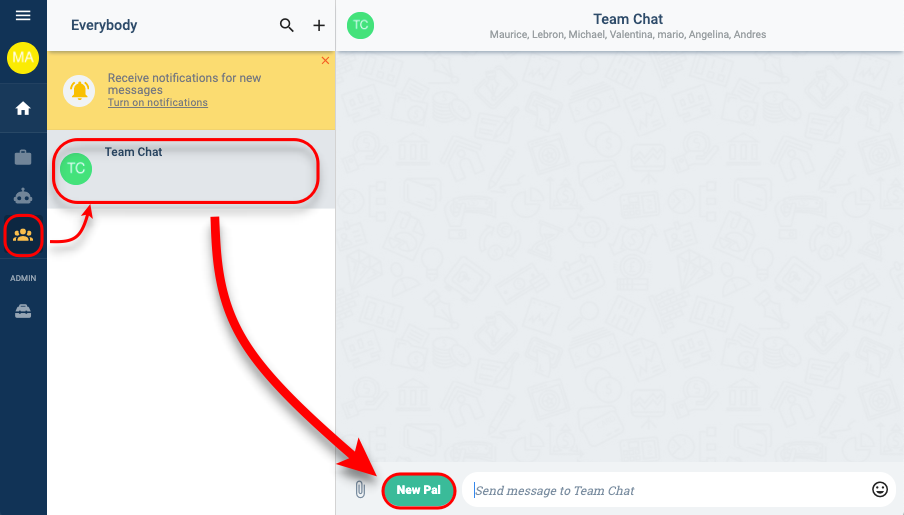 MA
ADMIN
Everybody
Receive notifications for new
messages
Turn on notifications
TC
Team Chat
TC
Team Chat
Maurice, Lebron, Michael, Valentina, mario, Angelina, Andres
New Pal
Send message to Team Chat